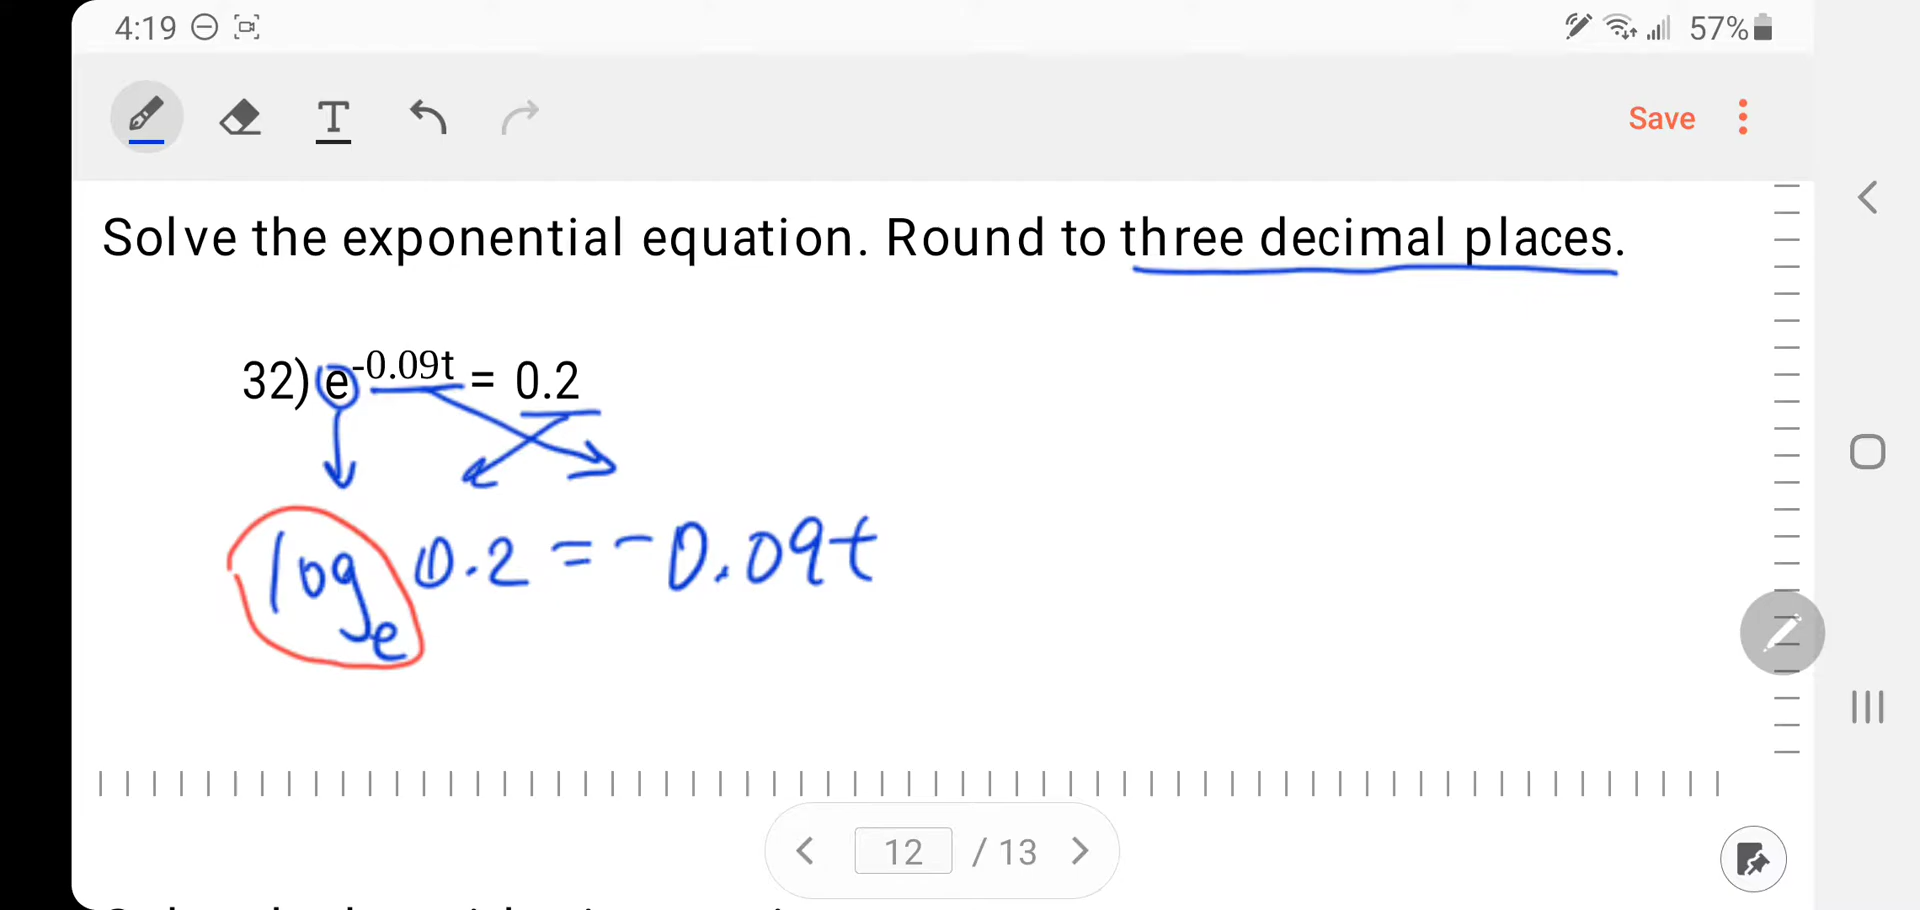 4:19 57%
T Save
Solve the exponential equation. Round to three decimal places.
32) e^-0.09t = 0.2
log_e 0.2 = -0.09t
12 / 13